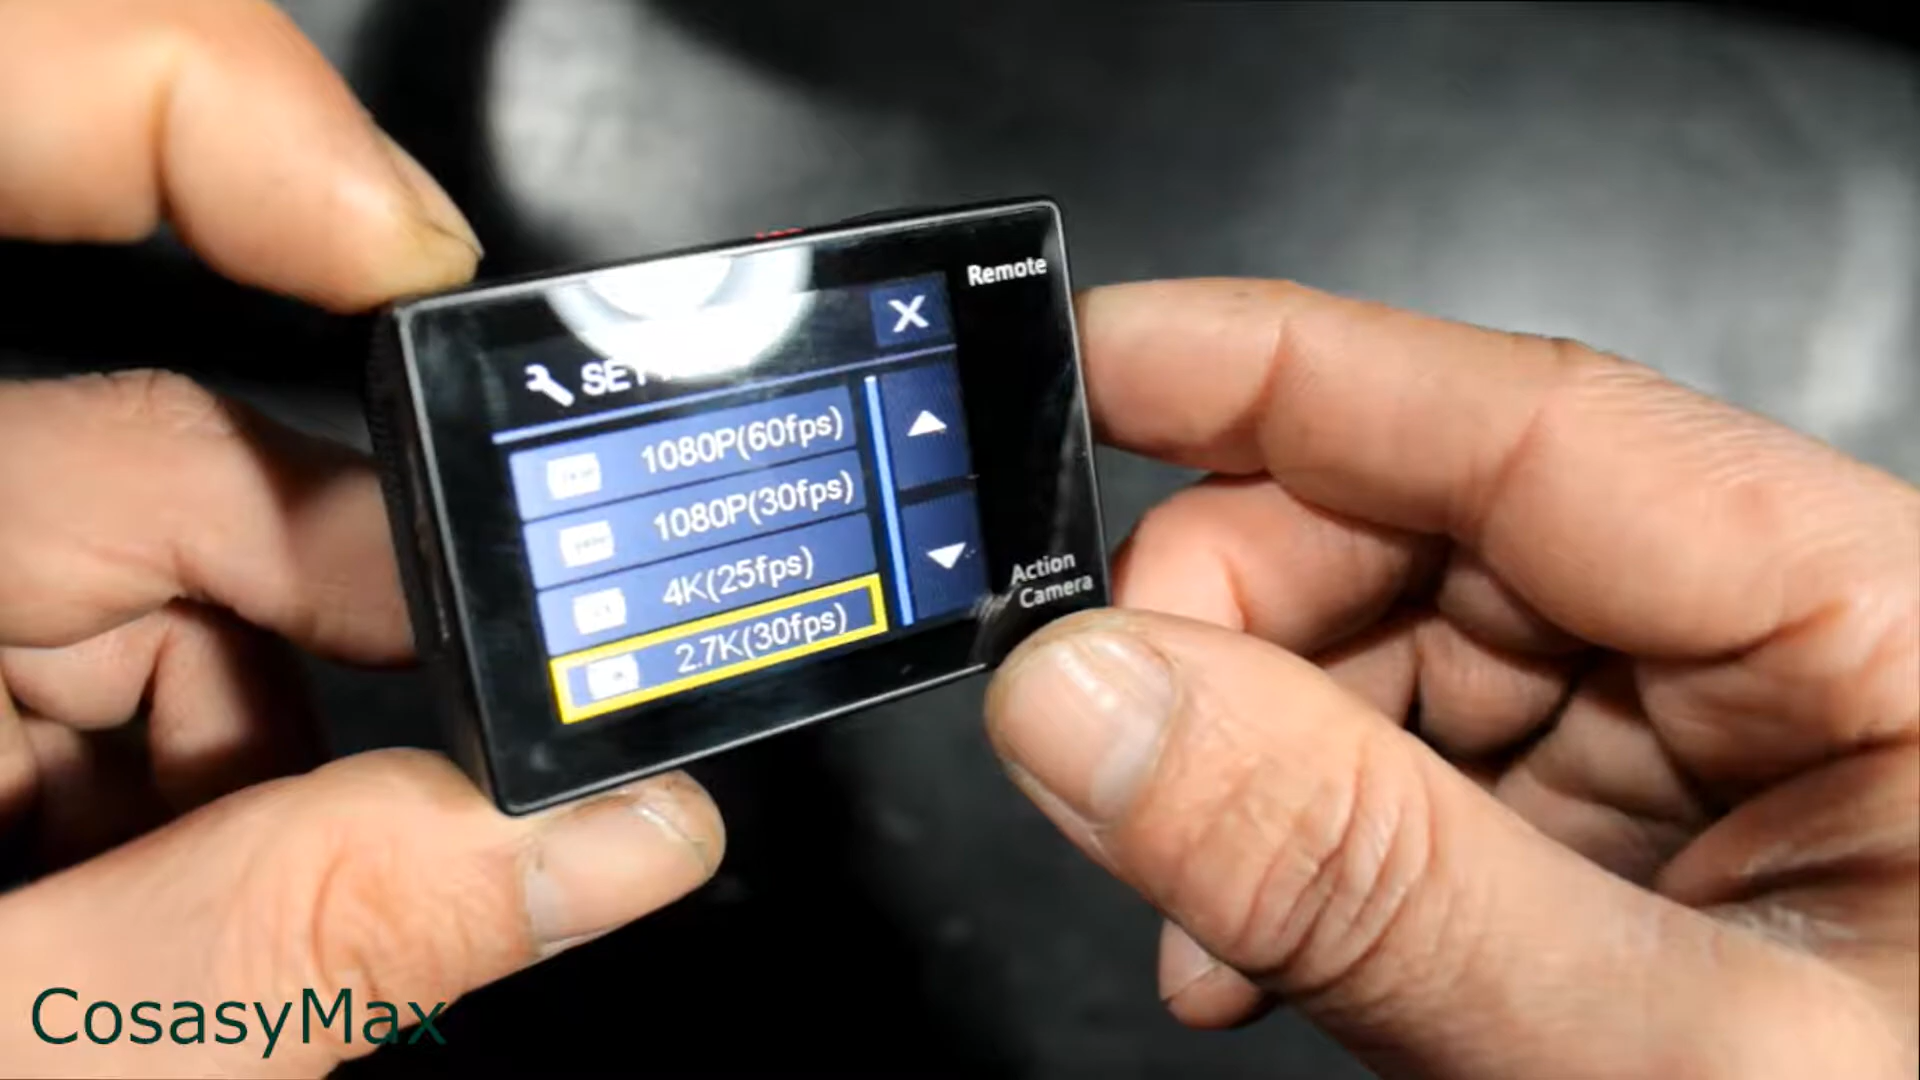 Remote
X
1080P(60fps)
1080P(30fps)
4K(25fps)
2.7K(30fps)
Action
Camera
CosasyMax